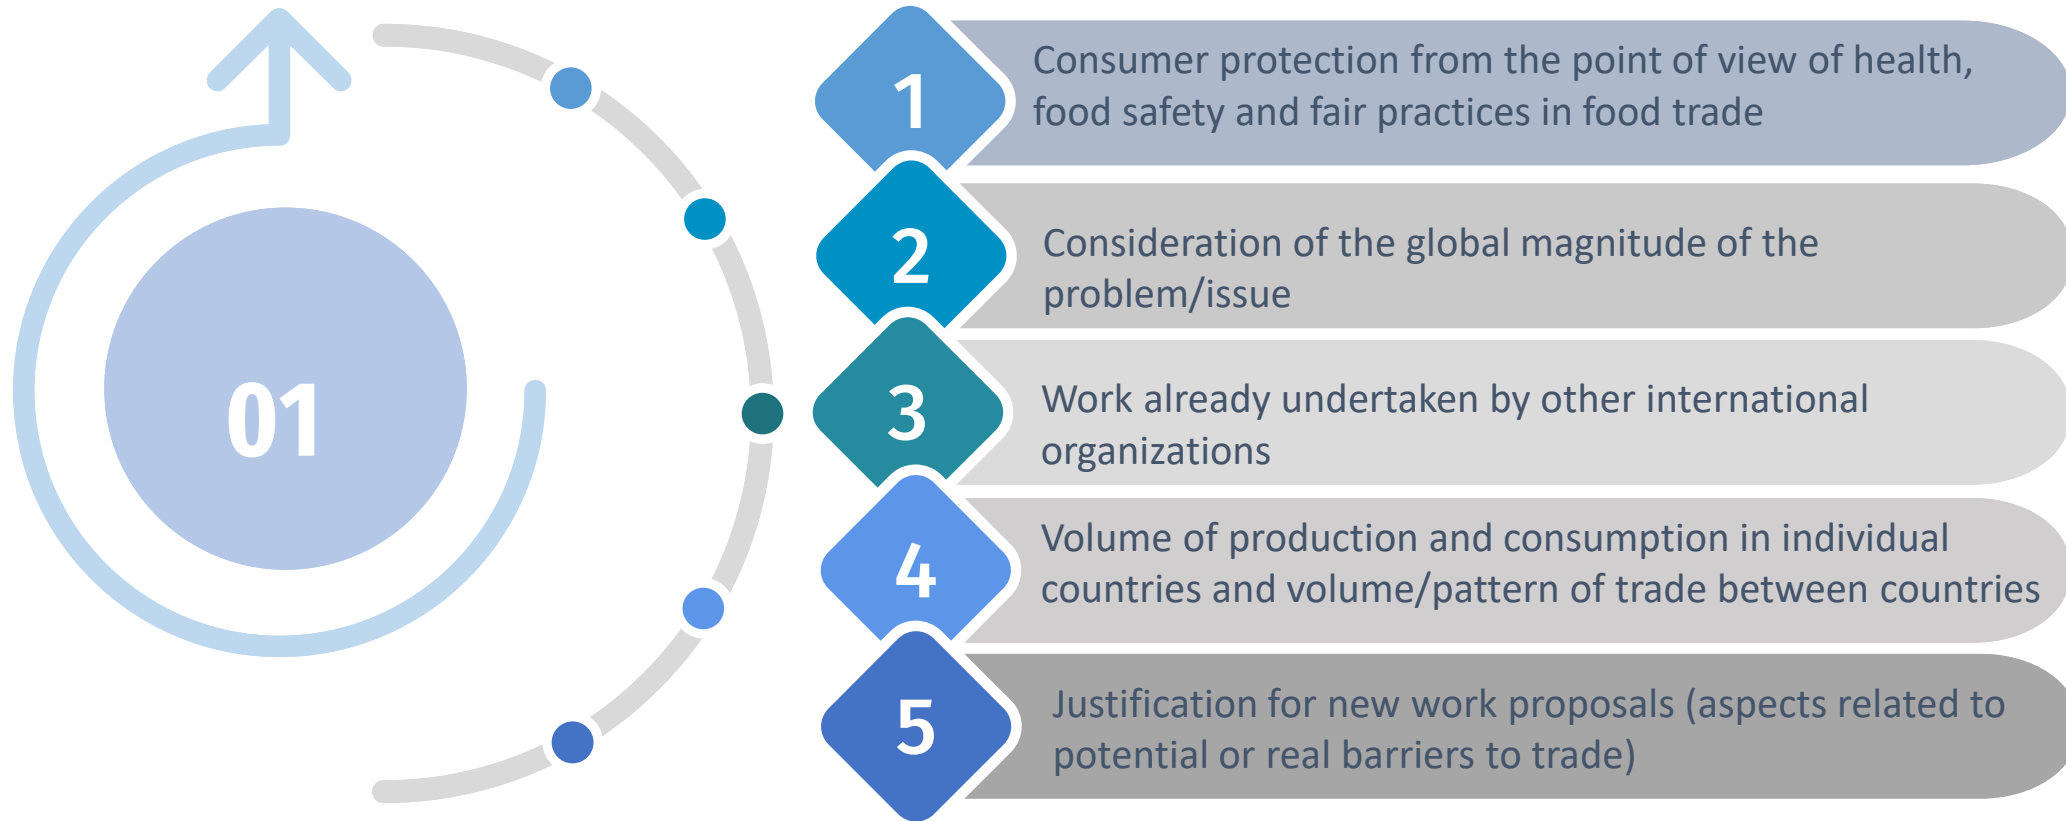 01
1
Consumer protection from the point of view of health,
food safety and fair practices in food trade
2
Consideration of the global magnitude of the
problem/issue
3
Work already undertaken by other international
organizations
4
Volume of production and consumption in individual
countries and volume/pattern of trade between countries
5
Justification for new work proposals (aspects related to
potential or real barriers to trade)